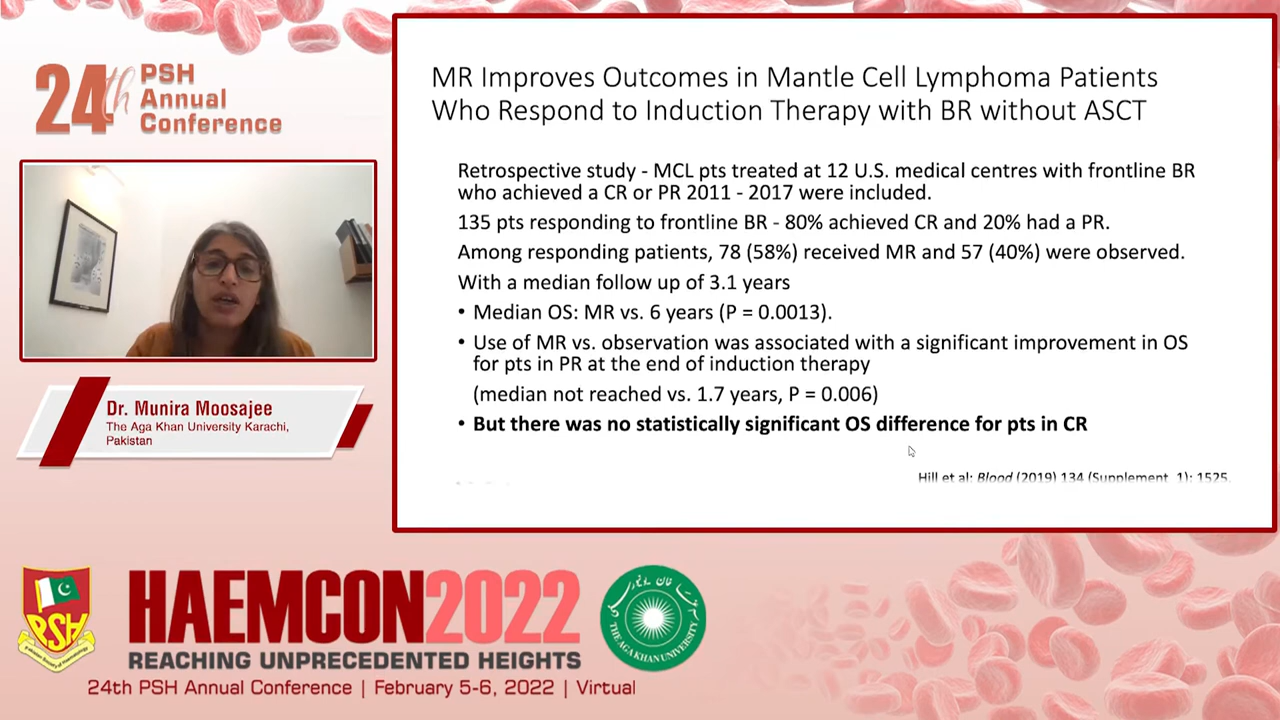 24th PSH
Annual
Conference
MR Improves Outcomes in Mantle Cell Lymphoma Patients
Who Respond to Induction Therapy with BR without ASCT
Retrospective study - MCL pts treated at 12 U.S. medical centres with frontline BR
who achieved a CR or PR 2011 - 2017 were included.
135 pts responding to frontline BR - 80% achieved CR and 20% had a PR.
Among responding patients, 78 (58%) received MR and 57 (40%) were observed.
With a median follow up of 3.1 years
• Median OS: MR vs. 6 years (P = 0.0013).
• Use of MR vs. observation was associated with a significant improvement in OS
for pts in PR at the end of induction therapy
(median not reached vs. 1.7 years, P = 0.006)
• But there was no statistically significant OS difference for pts in CR
Hill et al: Blood (2019) 134 (Supplement_1): 1525.
Dr. Munira Moosajee
The Aga Khan University Karachi,
Pakistan
PSH
HAEMCON2022
REACHING UNPRECEDENTED HEIGHTS
24th PSH Annual Conference | February 5-6, 2022 | Virtual
THE AGA KHAN UNIVERSITY